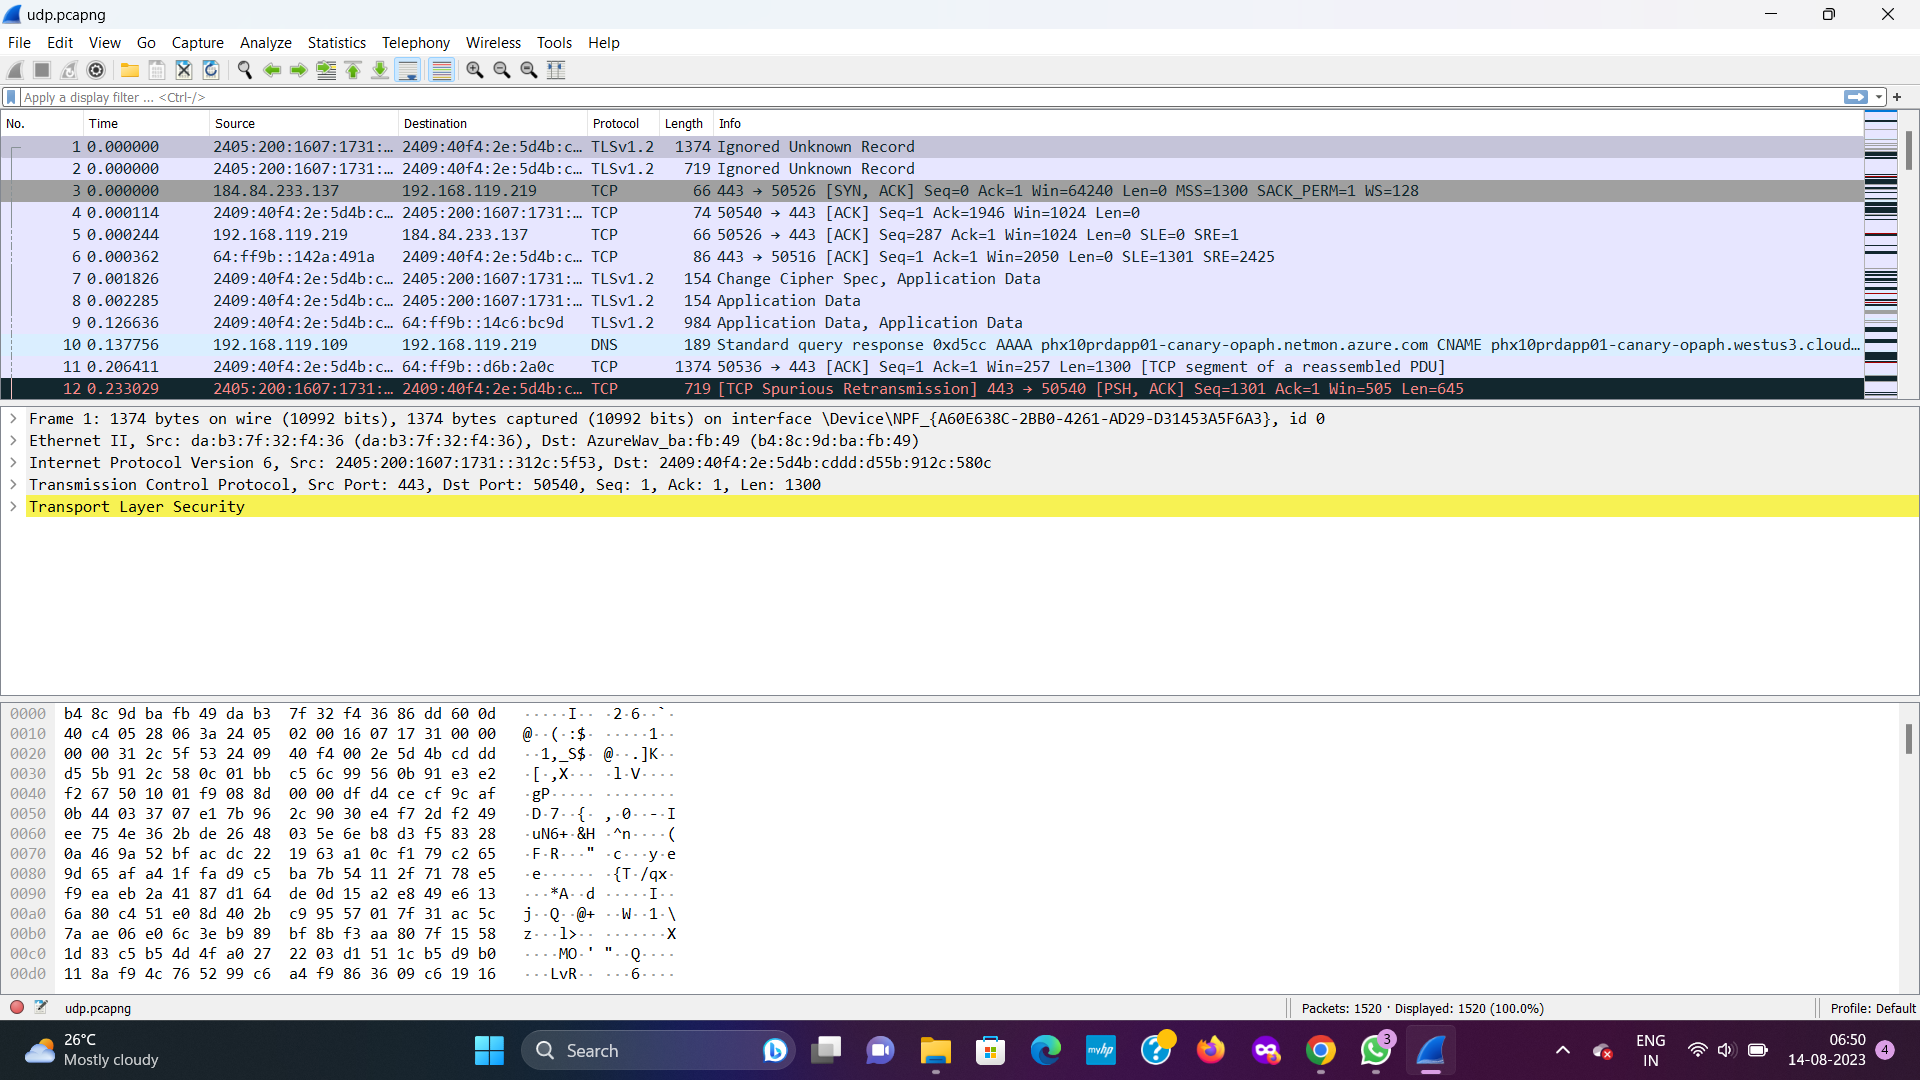 udp.pcapng
File Edit View Go Capture Analyze Statistics Telephony Wireless Tools Help
Apply a display filter ... <Ctrl-/>
No. Time Source Destination Protocol Length Info
1 0.000000 2405:200:1607:1731:… 2409:40f4:2e:5d4b:c… TLSv1.2 1374 Ignored Unknown Record
2 0.000000 2405:200:1607:1731:… 2409:40f4:2e:5d4b:c… TLSv1.2 719 Ignored Unknown Record
3 0.000000 184.84.233.137 192.168.119.219 TCP 66 443 → 50526 [SYN, ACK] Seq=0 Ack=1 Win=64240 Len=0 MSS=1300 SACK_PERM=1 WS=128
4 0.000114 2409:40f4:2e:5d4b:c… 2405:200:1607:1731:… TCP 74 50540 → 443 [ACK] Seq=1 Ack=1946 Win=1024 Len=0
5 0.000244 192.168.119.219 184.84.233.137 TCP 66 50526 → 443 [ACK] Seq=287 Ack=1 Win=1024 Len=0 SLE=0 SRE=1
6 0.000362 64:ff9b::142a:491a 2409:40f4:2e:5d4b:c… TCP 86 443 → 50516 [ACK] Seq=1 Ack=1 Win=2050 Len=0 SLE=1301 SRE=2425
7 0.001826 2409:40f4:2e:5d4b:c… 2405:200:1607:1731:… TLSv1.2 154 Change Cipher Spec, Application Data
8 0.002285 2409:40f4:2e:5d4b:c… 2405:200:1607:1731:… TLSv1.2 154 Application Data
9 0.126636 2409:40f4:2e:5d4b:c… 64:ff9b::14c6:bc9d TLSv1.2 984 Application Data, Application Data
10 0.137756 192.168.119.109 192.168.119.219 DNS 189 Standard query response 0xd5cc AAAA phx10prdapp01-canary-opaph.netmon.azure.com CNAME phx10prdapp01-canary-opaph.westus3.cloud…
11 0.206411 2409:40f4:2e:5d4b:c… 64:ff9b::d6b:2a0c TCP 1374 50536 → 443 [ACK] Seq=1 Ack=1 Win=257 Len=1300 [TCP segment of a reassembled PDU]
12 0.233029 2405:200:1607:1731:… 2409:40f4:2e:5d4b:c… TCP 719 [TCP Spurious Retransmission] 443 → 50540 [PSH, ACK] Seq=1301 Ack=1 Win=505 Len=645
Frame 1: 1374 bytes on wire (10992 bits), 1374 bytes captured (10992 bits) on interface \Device\NPF_{A60E638C-2BB0-4261-AD29-D31453A5F6A3}, id 0
Ethernet II, Src: da:b3:7f:32:f4:36 (da:b3:7f:32:f4:36), Dst: AzureWav_ba:fb:49 (b4:8c:9d:ba:fb:49)
Internet Protocol Version 6, Src: 2405:200:1607:1731::312c:5f53, Dst: 2409:40f4:2e:5d4b:cddd:d55b:912c:580c
Transmission Control Protocol, Src Port: 443, Dst Port: 50540, Seq: 1, Ack: 1, Len: 1300
Transport Layer Security
0000 b4 8c 9d ba fb 49 da b3 7f 32 f4 36 86 dd 60 0d ·····I·· ·2·6··`·
0010 40 c4 05 28 06 3a 24 05 02 00 16 07 17 31 00 00 @··(·:$· ·····1··
0020 00 00 31 2c 5f 53 24 09 40 f4 00 2e 5d 4b cd dd ··1,_S$· @··.]K··
0030 d5 5b 91 2c 58 0c 01 bb c5 6c 99 56 0b 91 e3 e2 ·[·,X··· ·l·V····
0040 f2 67 50 10 01 f9 08 8d 00 00 df d4 ce cf 9c af ·gP····· ········
0050 0b 44 03 37 07 e1 7b 96 2c 90 30 e4 f7 2d f2 49 ·D·7··{· ,·0··-·I
0060 ee 75 4e 36 2b de 26 48 03 5e 6e b8 d3 f5 83 28 ·uN6+·&H ·^n····(
0070 0a 46 9a 52 bf ac dc 22 19 63 a1 0c f1 79 c2 65 ·F·R···" ·c···y·e
0080 9d 65 af a4 1f fa d9 c5 ba 7b 54 11 2f 71 78 e5 ·e······ ·{T·/qx·
0090 f9 ea eb 2a 41 87 d1 64 de 0d 15 a2 e8 49 e6 13 ···*A··d ·····I··
00a0 6a 80 c4 51 e0 8d 40 2b c9 95 57 01 7f 31 ac 5c j··Q··@+ ··W··1·\
00b0 7a ae 06 e0 6c 3e b9 89 bf 8b f3 aa 80 7f 15 58 z···l>·· ·······X
00c0 1d 83 c5 b5 4d 4f a0 27 22 03 d1 51 1c b5 d9 b0 ····MO·' "··Q····
00d0 11 8a f9 4c 76 52 99 c6 a4 f9 86 36 09 c6 19 16 ···LvR·· ···6····
udp.pcapng Packets: 1520 · Displayed: 1520 (100.0%) Profile: Default
26°C
Mostly cloudy
Search
myhp
3
ENG
IN
06:50
14-08-2023
4